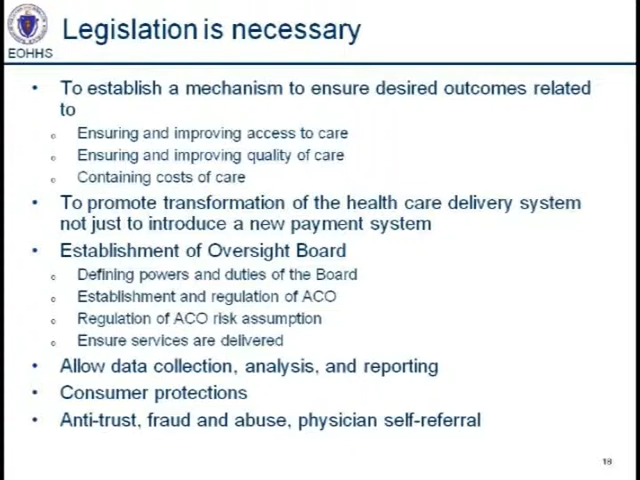 Legislation is necessary
EOHHS
• To establish a mechanism to ensure desired outcomes related
to
o Ensuring and improving access to care
o Ensuring and improving quality of care
o Containing costs of care
• To promote transformation of the health care delivery system
not just to introduce a new payment system
• Establishment of Oversight Board
o Defining powers and duties of the Board
o Establishment and regulation of ACO
o Regulation of ACO risk assumption
o Ensure services are delivered
• Allow data collection, analysis, and reporting
• Consumer protections
• Anti-trust, fraud and abuse, physician self-referral
18